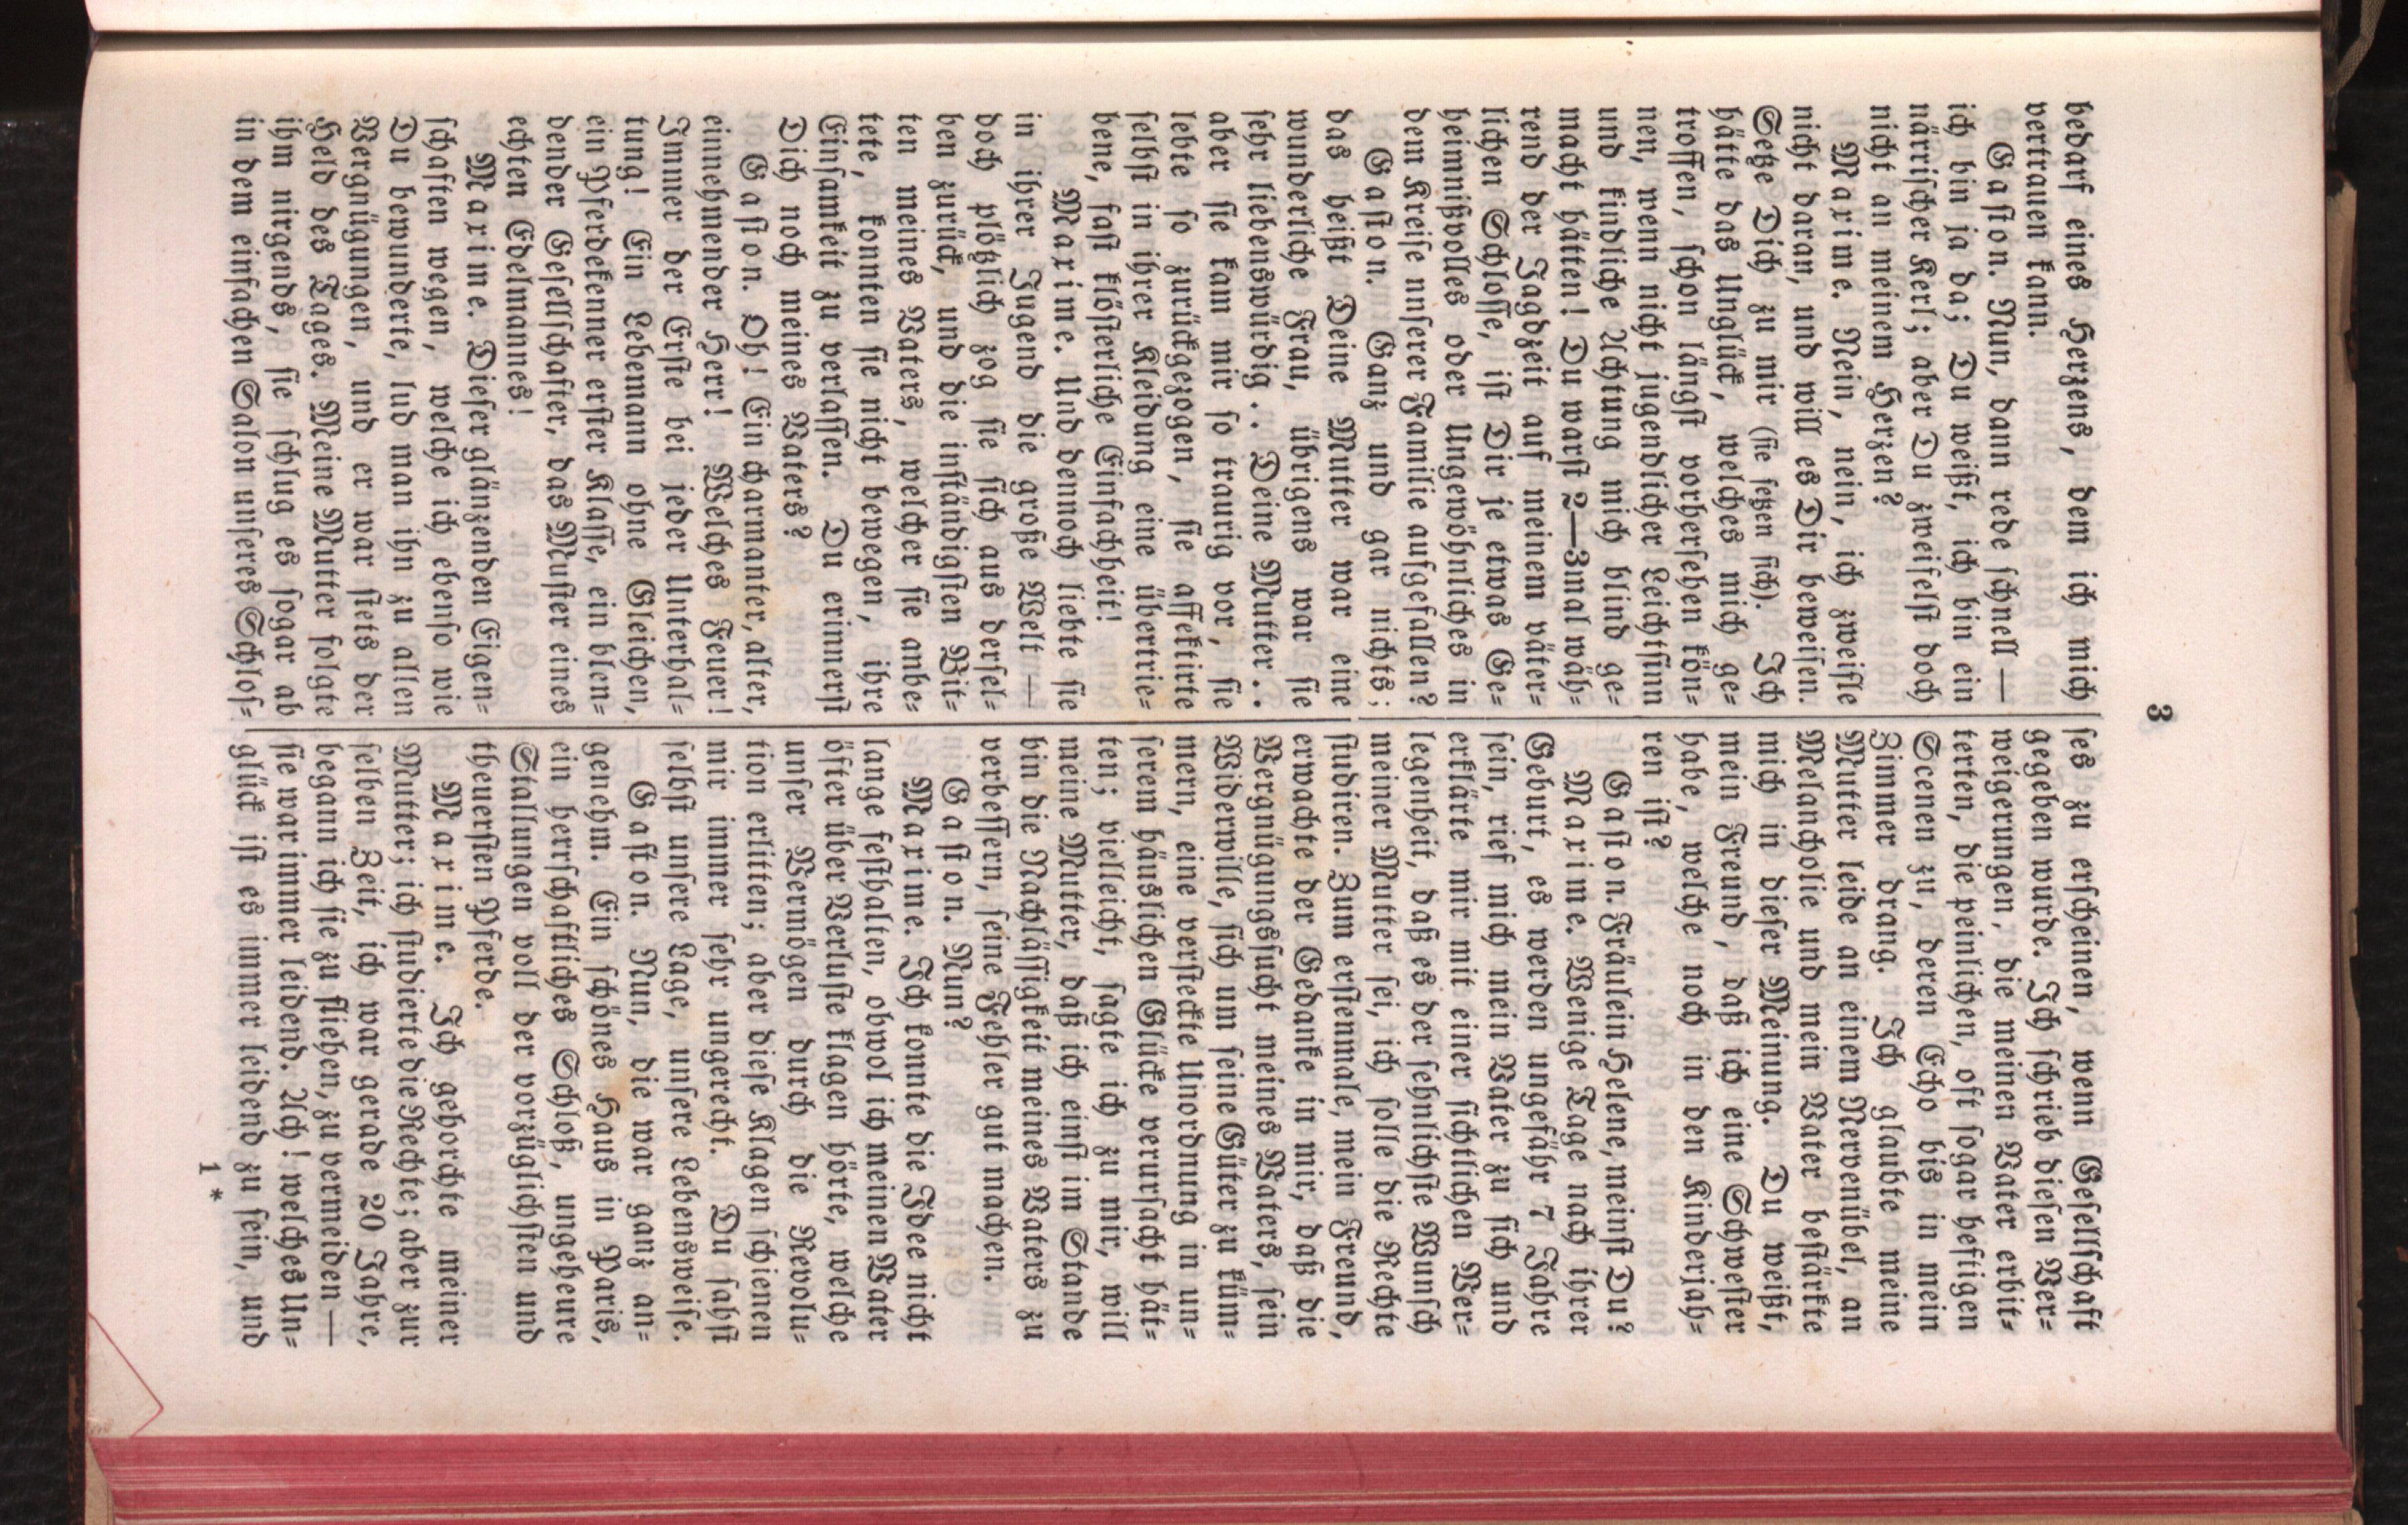 3
bedarf eines Herzens, dem ich mich
vertrauen kann.
Gaston. Nun, dann rede schnell —
ich bin ja da; Du weißt, ich bin ein
närrischer Kerl; aber Du zweifelst doch
nicht an meinem Herzen?
Maxime. Nein, nein, ich zweifle
nicht daran, und will es Dir beweisen.
Setze Dich zu mir (sie setzen sich). Ich
hätte das Unglück, welches mich ge-
troffen, schon längst vorhersehen kön-
nen, wenn nicht jugendlicher Leichtsinn
und kindliche Achtung mich blind ge-
macht hätten! Du warst 2—3mal wäh-
rend der Jagdzeit auf meinem väter-
lichen Schlosse, ist Dir je etwas Ge-
heimnißvolles oder Ungewöhnliches in
dem Kreise unserer Familie aufgefallen?
Gaston. Ganz und gar nichts;
das heißt Deine Mutter war eine
wunderliche Frau, übrigens war sie
sehr liebenswürdig .. Deine Mutter ..
aber sie kam mir so traurig vor, sie
lebte so zurückgezogen, sie affektirte
selbst in ihrer Kleidung eine übertrie-
bene, fast klösterliche Einfachheit!
Maxime. Und dennoch liebte sie
in ihrer Jugend die große Welt —
doch plötzlich zog sie sich aus dersel-
ben zurück, und die inständigsten Bit-
ten meines Vaters, welcher sie anbe-
tete, konnten sie nicht bewegen, ihre
Einsamkeit zu verlassen. Du erinnerst
Dich noch meines Vaters?
Gaston. Oh! Ein charmanter, alter,
einnehmender Herr! Welches Feuer!
Immer der Erste bei jeder Unterhal-
tung! Ein Lebemann ohne Gleichen,
ein Pferdekenner erster Klasse, ein blen-
dender Gesellschafter, das Muster eines
echten Edelmannes!
Maxime. Dieser glänzenden Eigen-
schaften wegen, welche ich ebenso wie
Du bewunderte, lud man ihn zu allen
Vergnügungen, und er war stets der
Held des Tages. Meine Mutter folgte
ihm nirgends, sie schlug es sogar ab
in dem einfachen Salon unseres Schlos-
ses zu erscheinen, wenn Gesellschaft
gegeben wurde. Ich schrieb diesen Ver-
weigerungen, die meinen Vater erbit-
terten, die peinlichen, oft sogar heftigen
Scenen zu, deren Echo bis in mein
Zimmer drang. Ich glaubte meine
Mutter leide an einem Nervenübel, an
Melancholie und mein Vater bestärkte
mich in dieser Meinung. Du weißt,
mein Freund, daß ich eine Schwester
habe, welche noch in den Kinderjah-
ren ist?
Gaston. Fräulein Helene, meinst Du?
Maxime. Wenige Tage nach ihrer
Geburt, es werden ungefähr 7 Jahre
sein, rief mich mein Vater zu sich und
erklärte mir mit einer sichtlichen Ver-
legenheit, daß es der sehnlichste Wunsch
meiner Mutter sei, ich solle die Rechte
studiren. Zum erstenmale, mein Freund,
erwachte der Gedanke in mir, daß die
Vergnügungssucht meines Vaters, sein
Widerwille, sich um seine Güter zu küm-
mern, eine versteckte Unordnung in un-
serem häuslichen Glücke verursacht hät-
ten; vielleicht, sagte ich zu mir, will
meine Mutter, daß ich einst im Stande
bin die Nachlässigkeit meines Vaters zu
verbessern, seine Fehler gut machen.
Gaston. Nun?
Maxime. Ich konnte die Idee nicht
lange festhalten, obwol ich meinen Vater
öfter über Verluste klagen hörte, welche
unser Vermögen durch die Revolu-
tion erlitten; aber diese Klagen schienen
mir immer sehr ungerecht. Du sahst
selbst unsere Lage, unsere Lebensweise.
Gaston. Nun, die war ganz an-
genehm. Ein schönes Haus in Paris,
ein herrschaftliches Schloß, ungeheure
Stallungen voll der vorzüglichsten und
theuersten Pferde.
Maxime. Ich gehorchte meiner
Mutter; ich studierte die Rechte; aber zur
selben Zeit, ich war gerade 20 Jahre,
begann ich sie zu fliehen, zu vermeiden —
sie war immer leidend. Ach! welches Un-
glück ist es immer leidend zu sein, und
1*